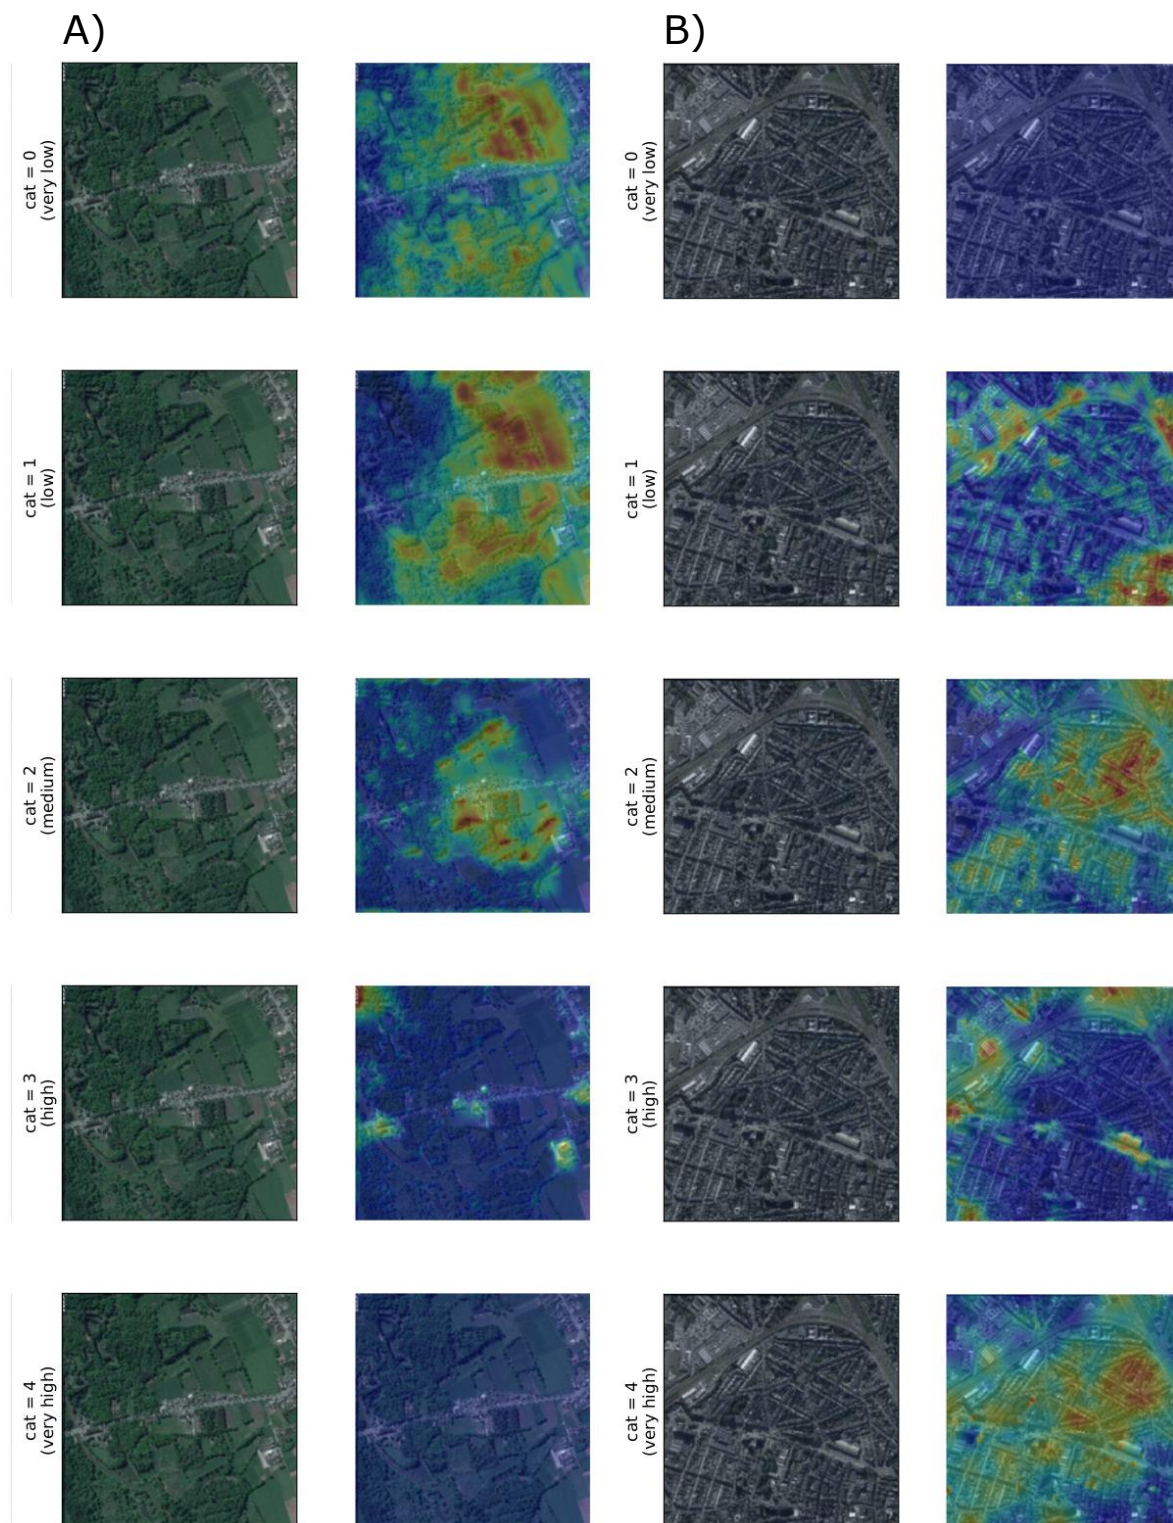 A)
B)
cat = 0
(very low)
cat = 0
(very low)
cat = 1
(low)
cat = 1
(low)
cat = 2
(medium)
cat = 2
(medium)
cat = 3
(high)
cat = 3
(high)
cat = 4
(very high)
cat = 4
(very high)